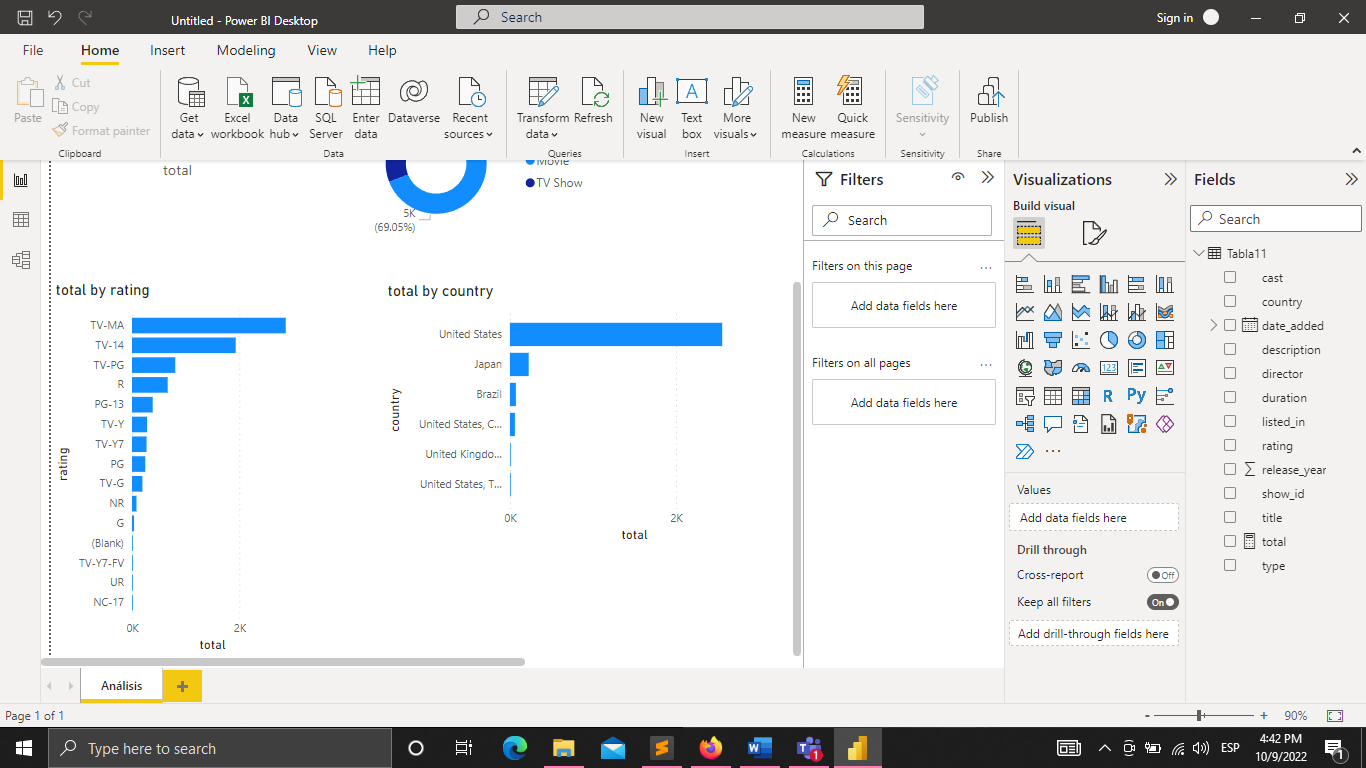 Untitled - Power BI Desktop
Search
Sign in
File Home Insert Modeling View Help
Paste
Cut
Copy
Format painter
Clipboard
Get data
Excel workbook
Data hub
SQL Server
Enter data
Dataverse
Recent sources
Data
Transform data
Refresh
Queries
New visual
Text box
More visuals
Insert
New measure
Quick measure
Calculations
Sensitivity
Sensitivity
Publish
Share
total
Movie
TV Show
5K
(69.05%)
total by rating
rating
TV-MA
TV-14
TV-PG
R
PG-13
TV-Y
TV-Y7
PG
TV-G
NR
G
(Blank)
TV-Y7-FV
UR
NC-17
0K 2K
total
total by country
country
United States
Japan
Brazil
United States, C...
United Kingdo...
United States, T...
0K 2K
total
Filters
Search
Filters on this page ...
Add data fields here
Filters on all pages ...
Add data fields here
Visualizations
Build visual
123
R
Py
...
Values
Add data fields here
Drill through
Cross-report Off
Keep all filters On
Add drill-through fields here
Fields
Search
Tabla11
cast
country
date_added
description
director
duration
listed_in
rating
release_year
show_id
title
total
type
Análisis
Page 1 of 1
- + 90%
Type here to search
1
ESP
4:42 PM
10/9/2022
1